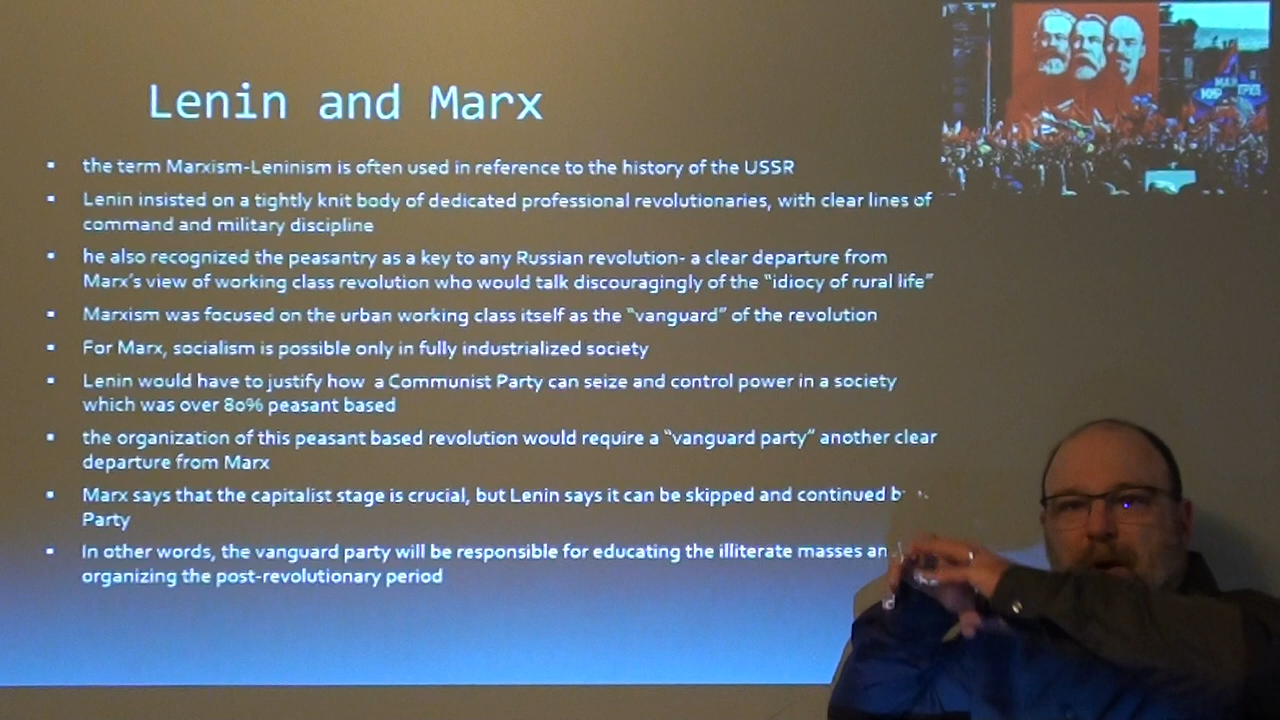 Lenin and Marx
▪ the term Marxism-Leninism is often used in reference to the history of the USSR
▪ Lenin insisted on a tightly knit body of dedicated professional revolutionaries, with clear lines of
command and military discipline
▪ he also recognized the peasantry as a key to any Russian revolution- a clear departure from
Marx's view of working class revolution who would talk discouragingly of the "idiocy of rural life"
▪ Marxism was focused on the urban working class itself as the "vanguard" of the revolution
▪ For Marx, socialism is possible only in fully industrialized society
▪ Lenin would have to justify how a Communist Party can seize and control power in a society
which was over 80% peasant based
▪ the organization of this peasant based revolution would require a "vanguard party" another clear
departure from Marx
▪ Marx says that the capitalist stage is crucial, but Lenin says it can be skipped and continued
Party
▪ In other words, the vanguard party will be responsible for educating the illiterate masses
organizing the post-revolutionary period